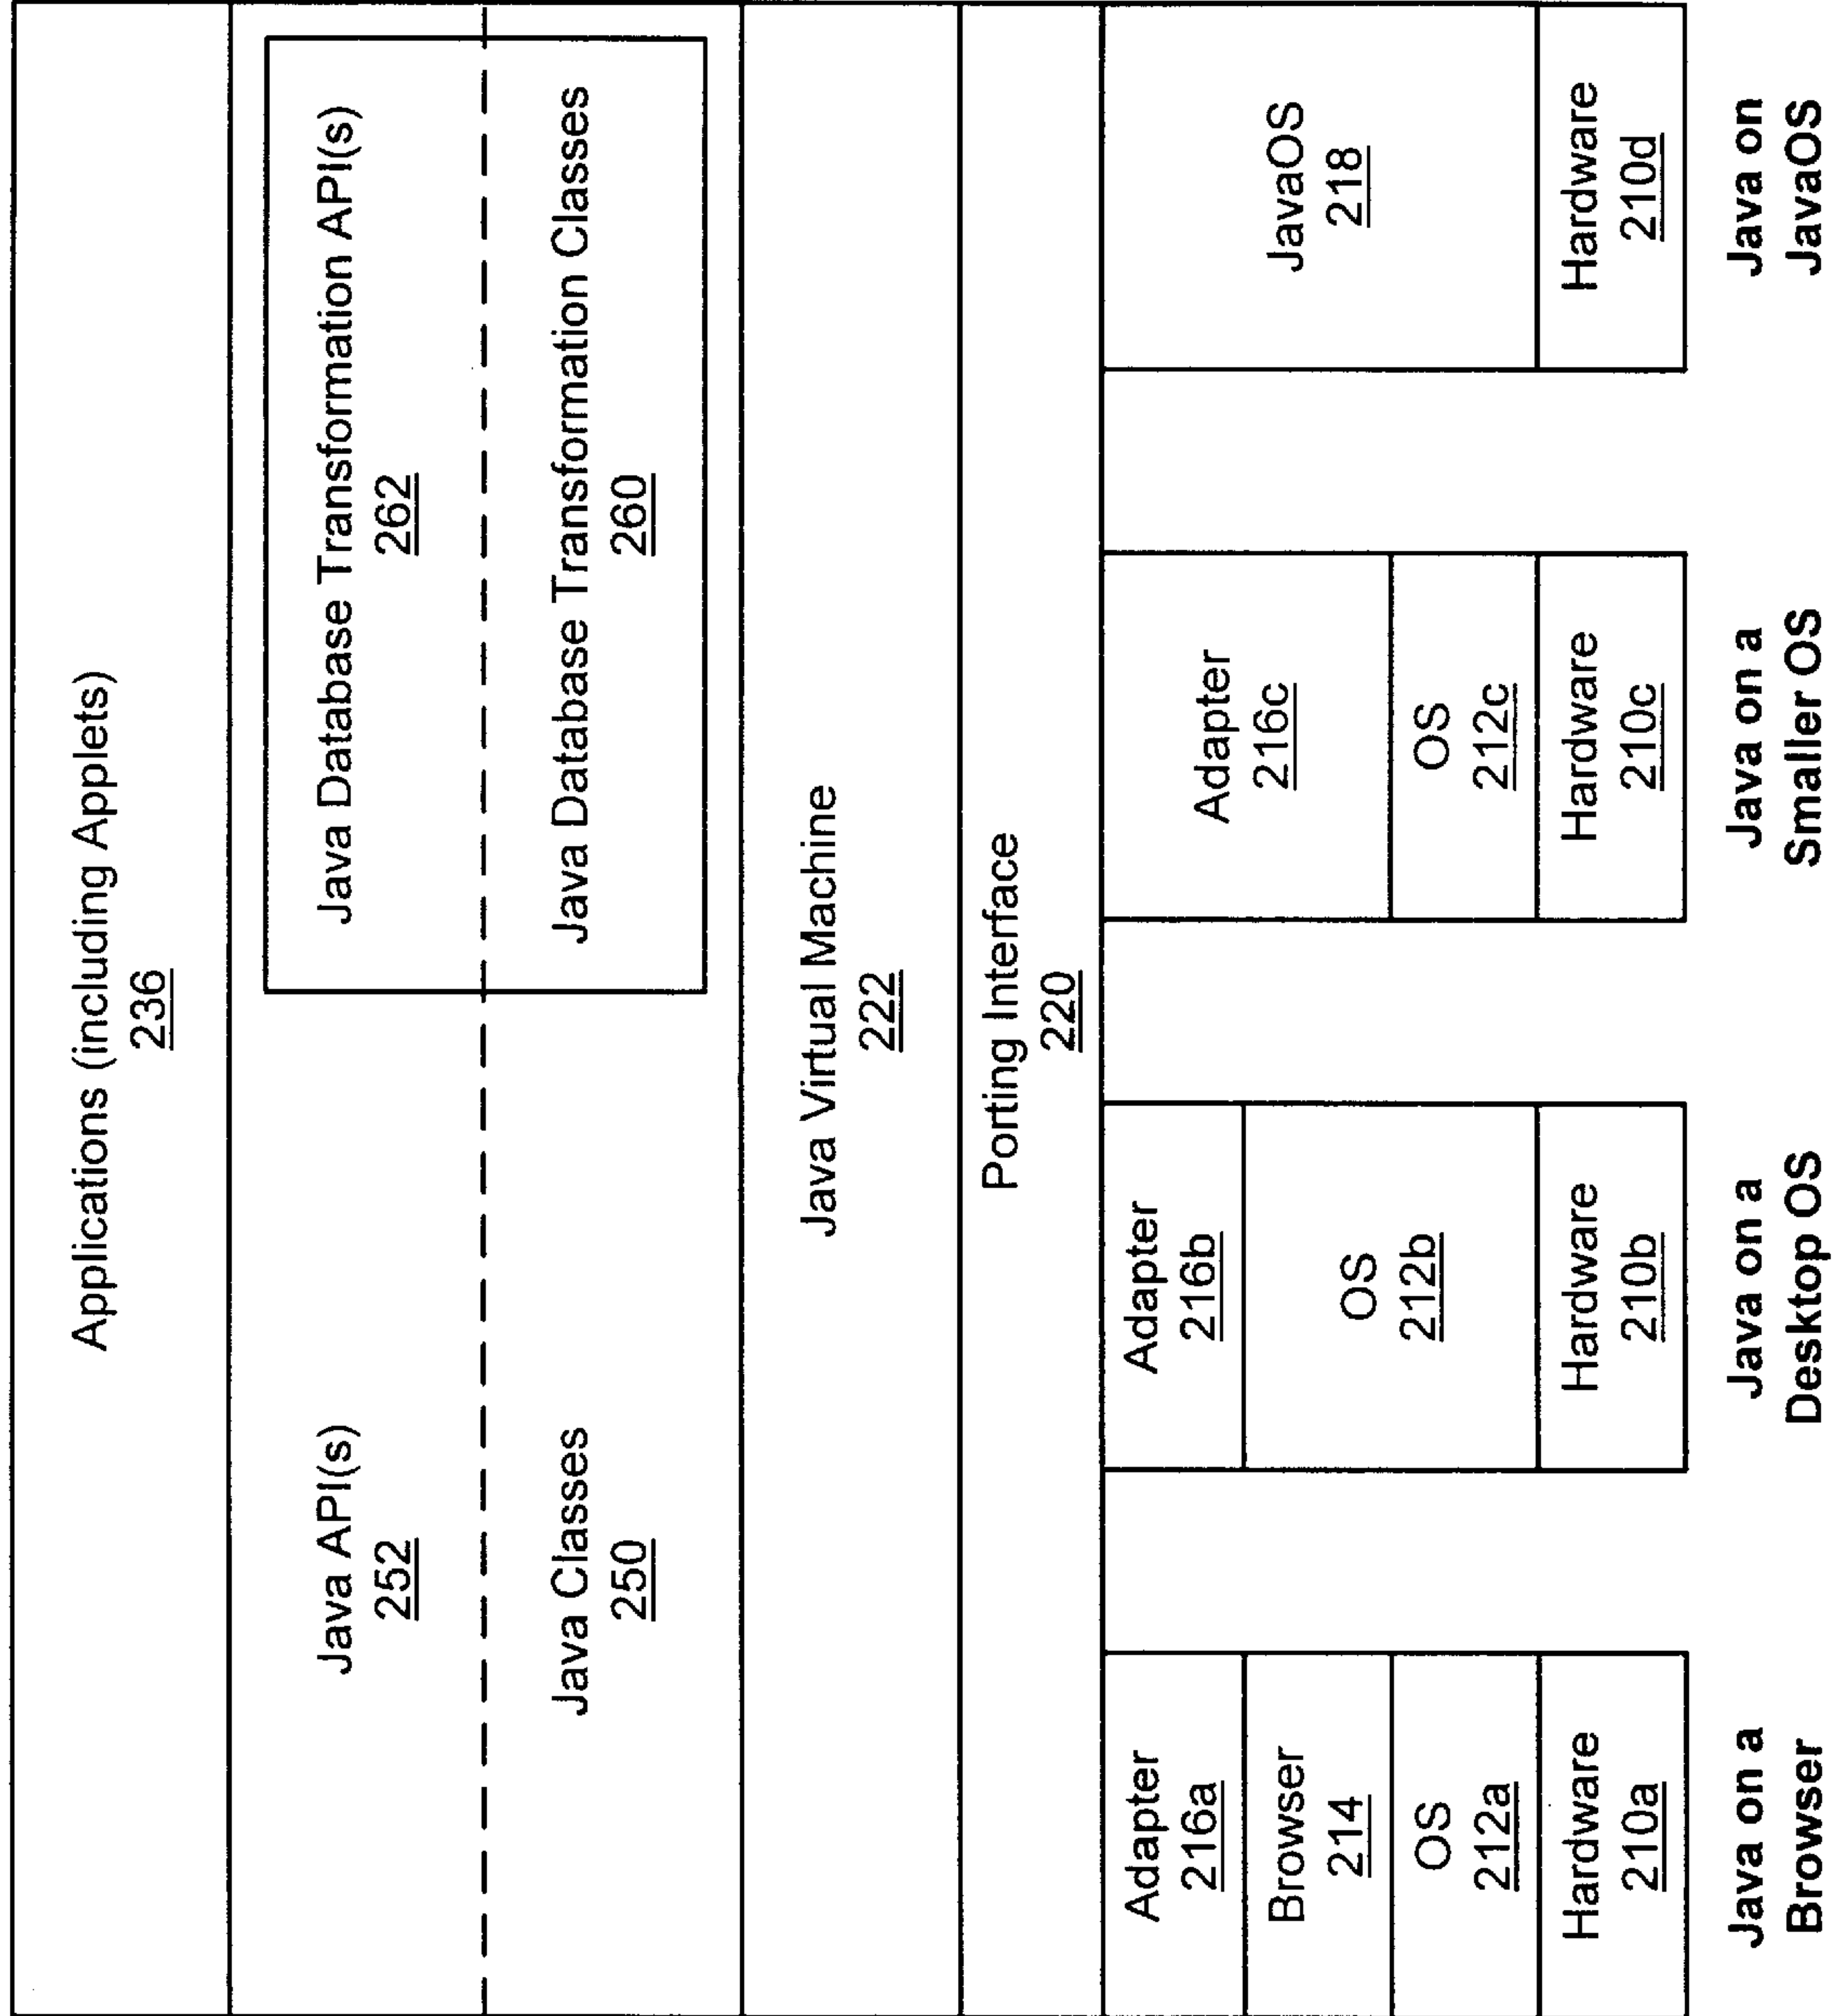 Applications (including Applets)
236
Java API(s)
252
Java Database Transformation API(s)
262
Java Classes
250
Java Database Transformation Classes
260
Java Virtual Machine
222
Porting Interface
220
Adapter
216a
Browser
214
OS
212a
Hardware
210a
Java on a
Browser
Adapter
216b
OS
212b
Hardware
210b
Java on a
Desktop OS
Adapter
216c
OS
212c
Hardware
210c
Java on a
Smaller OS
JavaOS
218
Hardware
210d
Java on
JavaOS